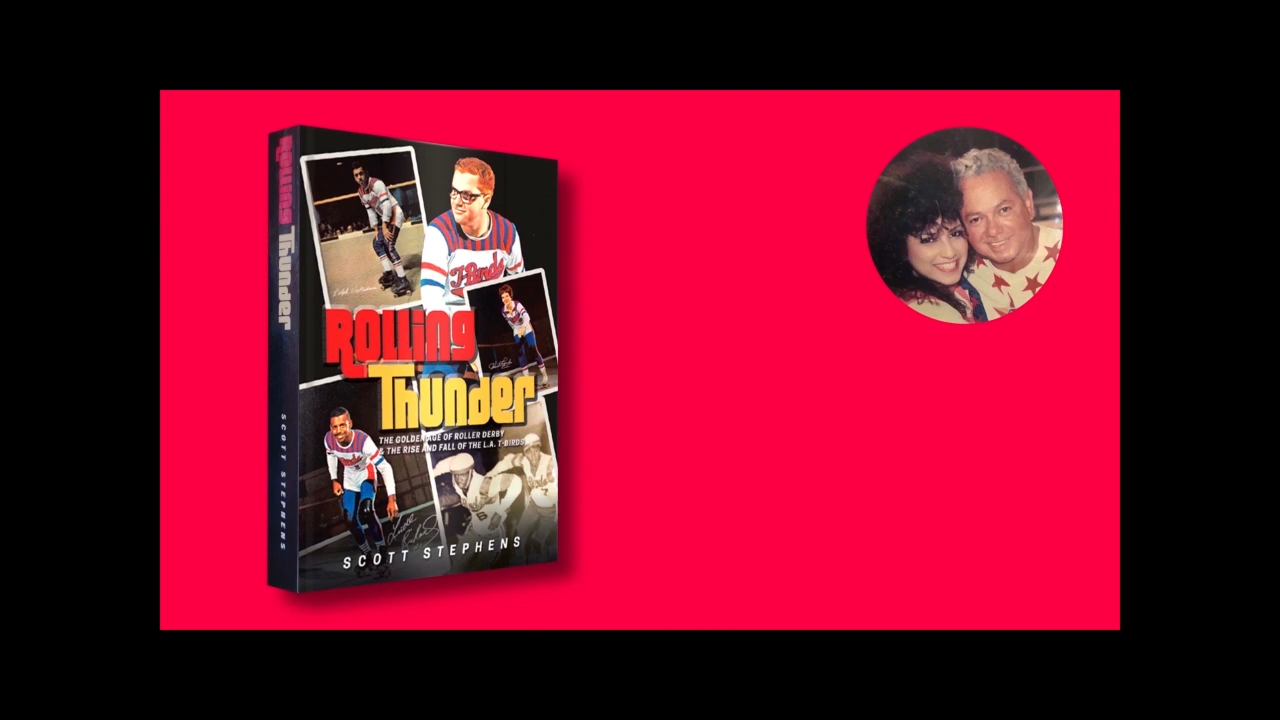 Rolling Thunder
SCOTT STEPHENS
T-Birds
Rolling
Thunder
THE GOLDEN AGE OF ROLLER DERBY
& THE RISE AND FALL OF THE L.A. T-BIRDS
SCOTT STEPHENS